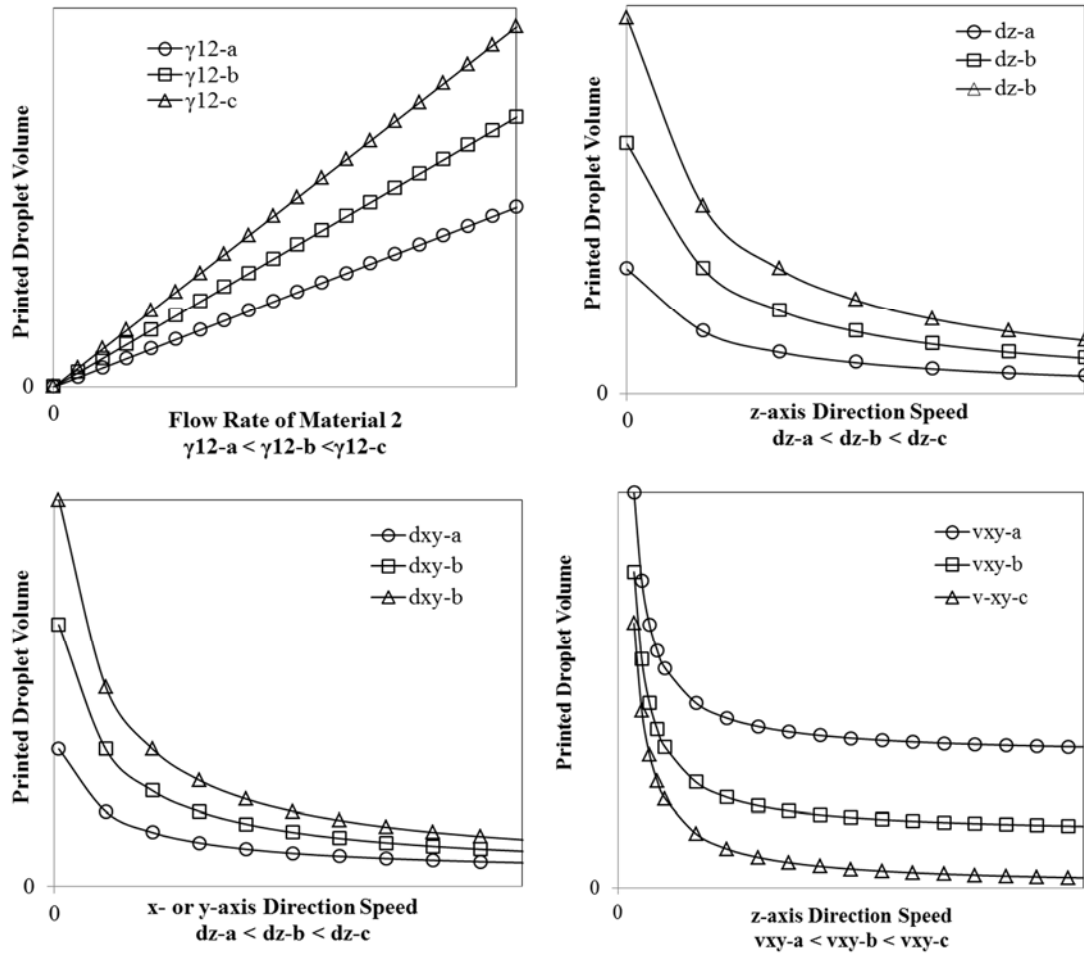 Printed Droplet Volume
γ12-a
γ12-b
γ12-c
0
0
Flow Rate of Material 2
γ12-a < γ12-b <γ12-c
Printed Droplet Volume
dz-a
dz-b
dz-b
0
0
z-axis Direction Speed
dz-a < dz-b < dz-c
Printed Droplet Volume
dxy-a
dxy-b
dxy-b
0
0
x- or y-axis Direction Speed
dz-a < dz-b < dz-c
Printed Droplet Volume
vxy-a
vxy-b
v-xy-c
0
0
z-axis Direction Speed
vxy-a < vxy-b < vxy-c